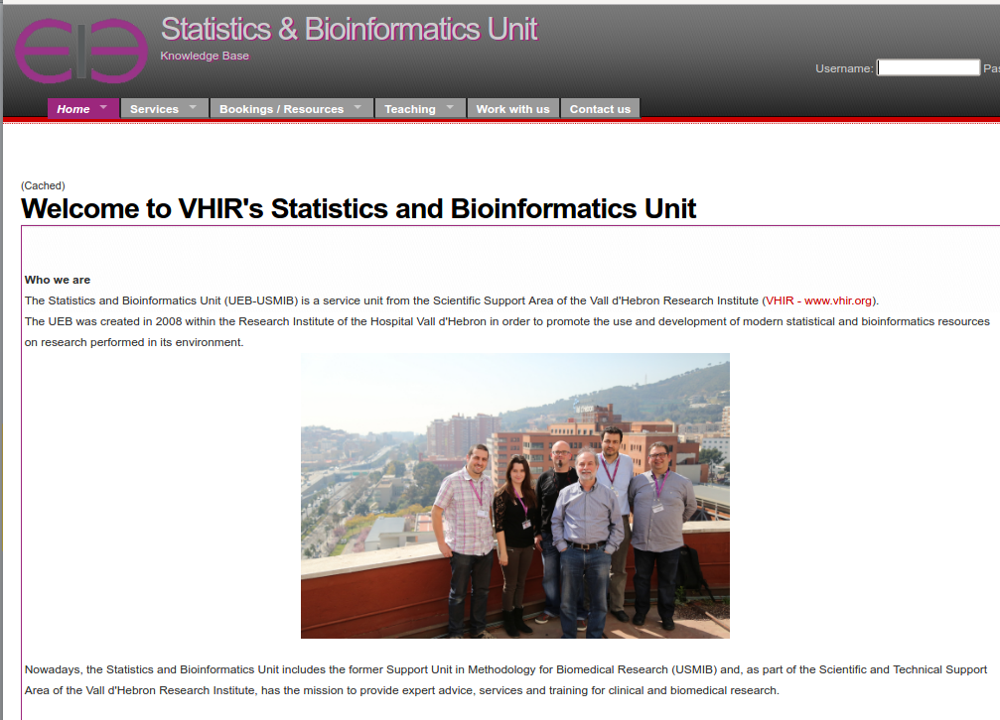 Statistics & Bioinformatics Unit
Knowledge Base
Username:
Home
Services
Bookings / Resources
Teaching
Work with us
Contact us
(Cached)
Welcome to VHIR's Statistics and Bioinformatics Unit
Who we are
The Statistics and Bioinformatics Unit (UEB-USMIB) is a service unit from the Scientific Support Area of the Vall d'Hebron Research Institute (VHIR - www.vhir.org).
The UEB was created in 2008 within the Research Institute of the Hospital Vall d'Hebron in order to promote the use and development of modern statistical and bioinformatics resources
on research performed in its environment.
Nowadays, the Statistics and Bioinformatics Unit includes the former Support Unit in Methodology for Biomedical Research (USMIB) and, as part of the Scientific and Technical Support
Area of the Vall d'Hebron Research Institute, has the mission to provide expert advice, services and training for clinical and biomedical research.